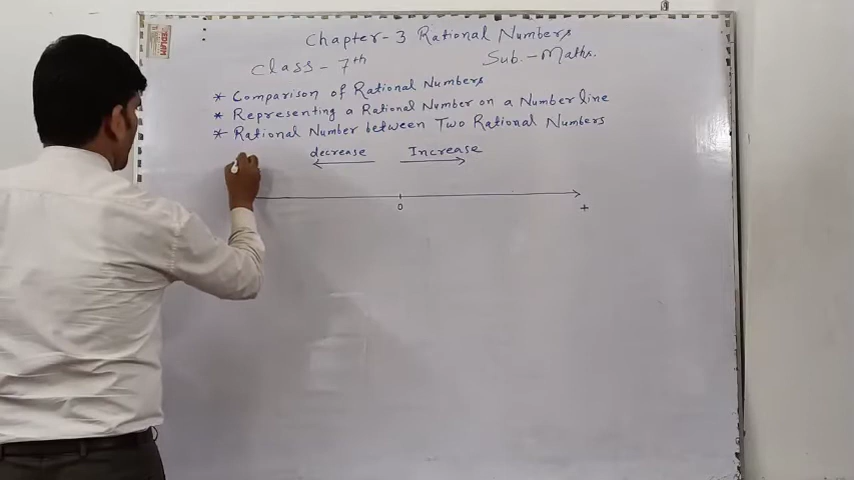 Chapter-3 Rational Numbers
Class-7th Sub.-Maths.
* Comparison of Rational Numbers
* Representing a Rational Number on a Number line
* Rational Number between Two Rational Numbers
decrease Increase
0
+